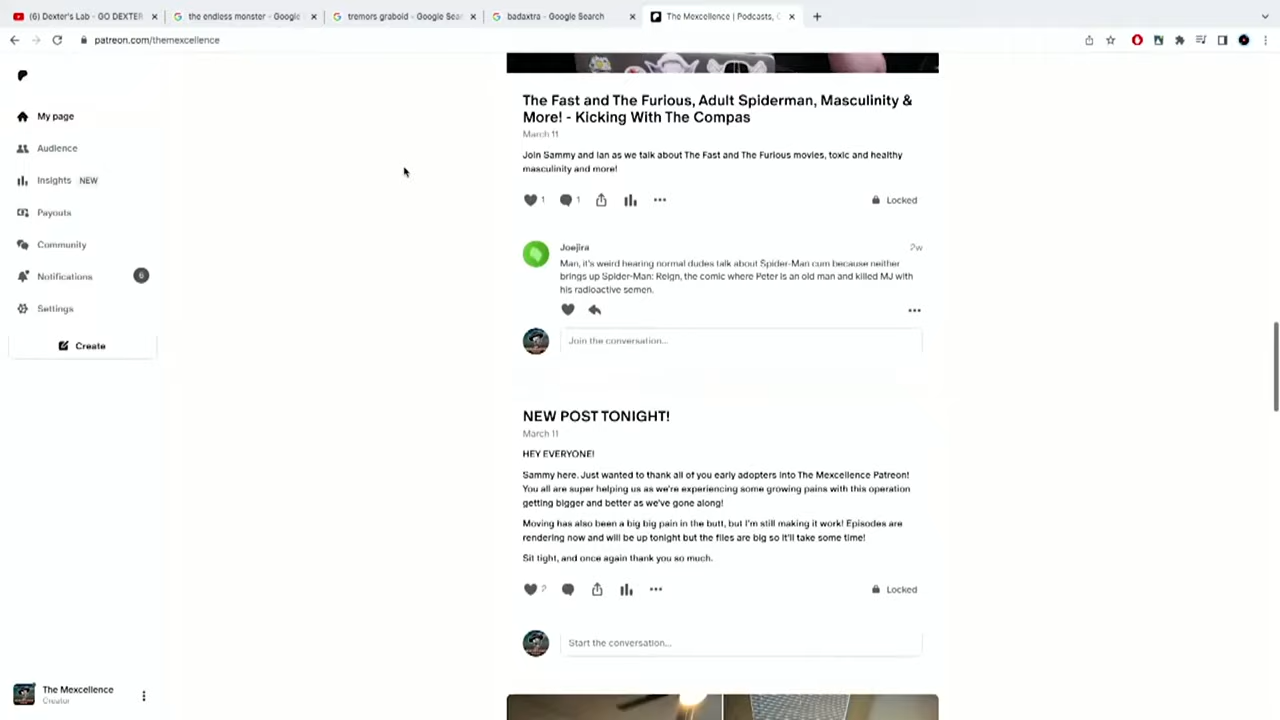 (6) Dexter's Lab - GO DEXTER
the endless monster - Google
tremors graboid - Google Sea
badaxtra - Google Search
The Mexcellence | Podcasts, C
patreon.com/themexcellence
My page
Audience
Insights NEW
Payouts
Community
Notifications 6
Settings
Create
The Mexcellence
Creator
The Fast and The Furious, Adult Spiderman, Masculinity &
More! - Kicking With The Compas
March 11
Join Sammy and Ian as we talk about The Fast and The Furious movies, toxic and healthy
masculinity and more!
1 1 Locked
Joejira 2w
Man, it's weird hearing normal dudes talk about Spider-Man cum because neither
brings up Spider-Man: Reign, the comic where Peter is an old man and killed MJ with
his radioactive semen.
Join the conversation...
NEW POST TONIGHT!
March 11
HEY EVERYONE!
Sammy here. Just wanted to thank all of you early adopters into The Mexcellence Patreon!
You all are super helping us as we're experiencing some growing pains with this operation
getting bigger and better as we've gone along!
Moving has also been a big big pain in the butt, but I'm still making it work! Episodes are
rendering now and will be up tonight but the files are big so it'll take some time!
Sit tight, and once again thank you so much.
2 Locked
Start the conversation...